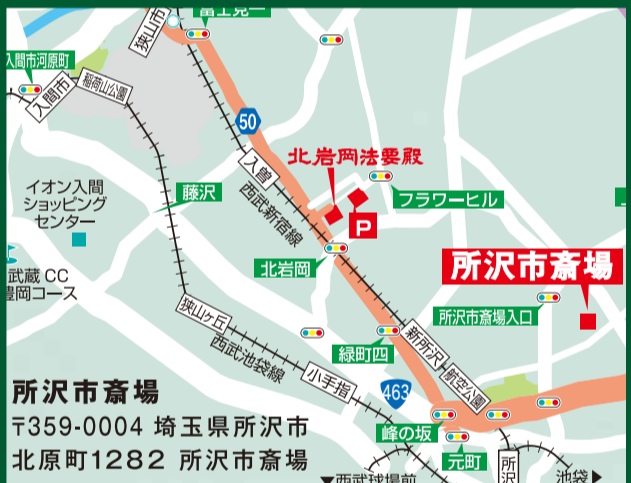 富士見一
狭山市
入間市河原町
入間市
稲荷山公園
50
入曽
北岩岡法要殿
イオン入間
ショッピング
センター
藤沢
西武新宿線
P
フラワーヒル
武蔵 CC
豊岡コース
北岩岡
所沢市斎場
狭山ヶ丘
西武池袋線
所沢市斎場入口
緑町四
新所沢
航空公園
小手指
463
所沢市斎場
〒359-0004 埼玉県所沢市
北原町1282 所沢市斎場
峰の坂
元町
所沢
▼西武球場前
池袋▶